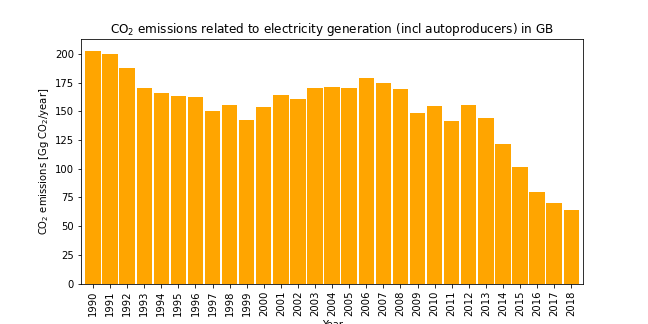 CO₂ emissions related to electricity generation (incl autoproducers) in GB
CO₂ emissions [Gg CO₂/year]
200
175
150
125
100
75
50
25
0
1990 1991 1992 1993 1994 1995 1996 1997 1998 1999 2000 2001 2002 2003 2004 2005 2006 2007 2008 2009 2010 2011 2012 2013 2014 2015 2016 2017 2018
Year